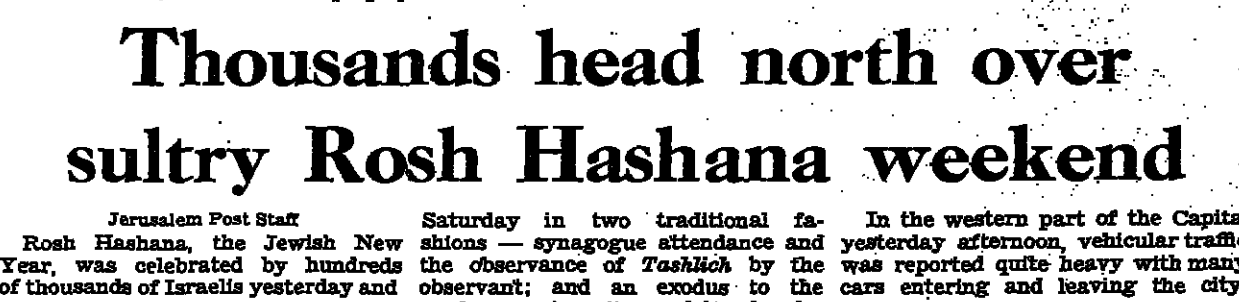 Thousands head north over
sultry Rosh Hashana weekend
Jerusalem Post Staff
Rosh Hashana, the Jewish New
Year, was celebrated by hundreds
of thousands of Israelis yesterday and
Saturday in two traditional fa-
shions — synagogue attendance and
the observance of Tashlich by the
observant; and an exodus to the
In the western part of the Capita
yesterday afternoon, vehicular traffi
was reported quite heavy with many
cars entering and leaving the city